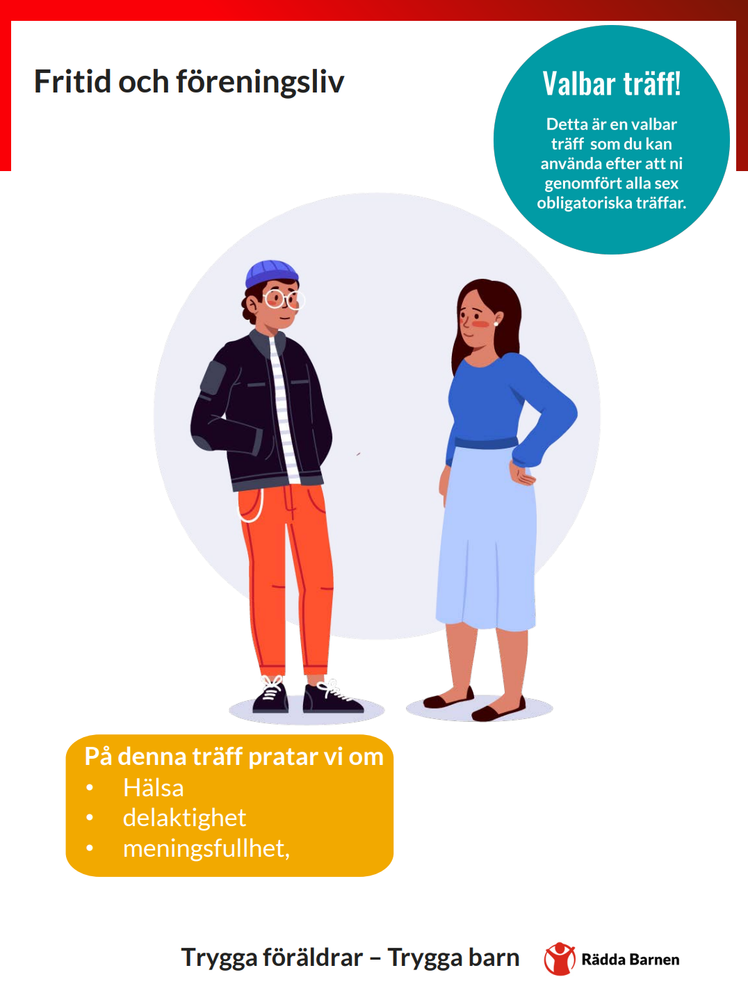 Fritid och föreningsliv
Valbar träff!
Detta är en valbar
träff som du kan
använda efter att ni
genomfört alla sex
obligatoriska träffar.
På denna träff pratar vi om
• Hälsa
• delaktighet
• meningsfullhet,
Trygga föräldrar – Trygga barn
Rädda Barnen